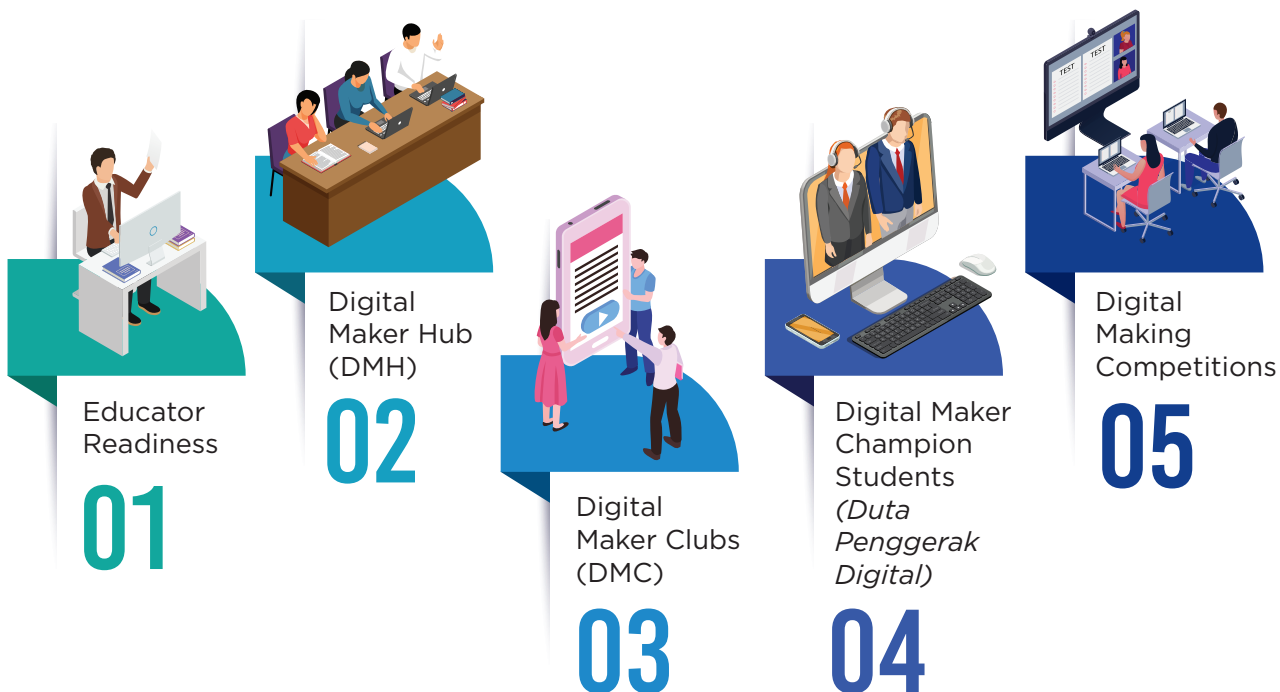 Educator
Readiness
01
Digital
Maker Hub
(DMH)
02
Digital
Maker Clubs
(DMC)
03
Digital Maker
Champion
Students
(Duta
Penggerak
Digital)
04
TEST
TEST
Digital
Making
Competitions
05